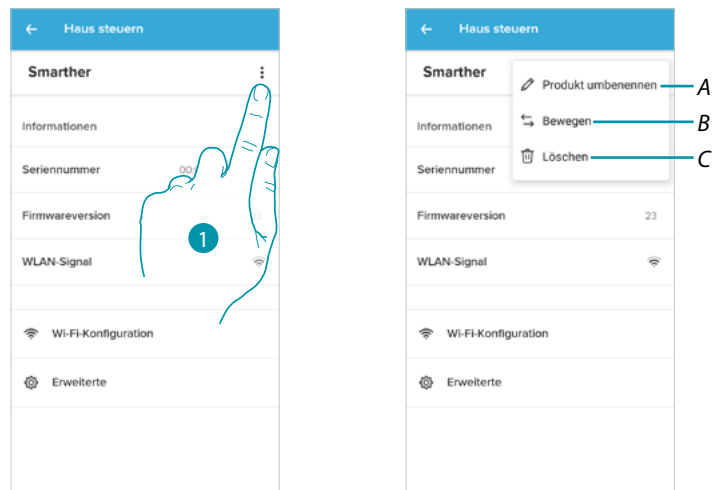 Haus steuern
Smarther
Informationen
Seriennummer 00:
Firmwareversion
1
WLAN-Signal
Wi-Fi-Konfiguration
Erweiterte
Haus steuern
Smarther
Produkt umbenennen A
Bewegen B
Löschen C
Informationen
Seriennummer
Firmwareversion 23
WLAN-Signal
Wi-Fi-Konfiguration
Erweiterte